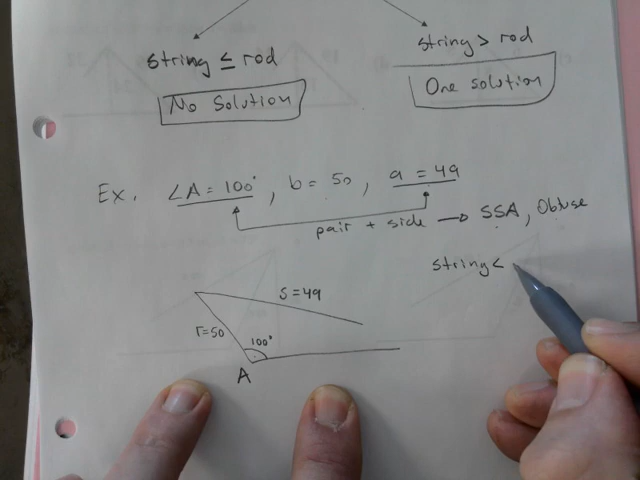 string ≤ rod
string > rod
No Solution
One solution
Ex. ∠A = 100°, b = 50, a = 49
pair + side → SSA, Obtuse
string <
s = 49
r = 50
100°
A